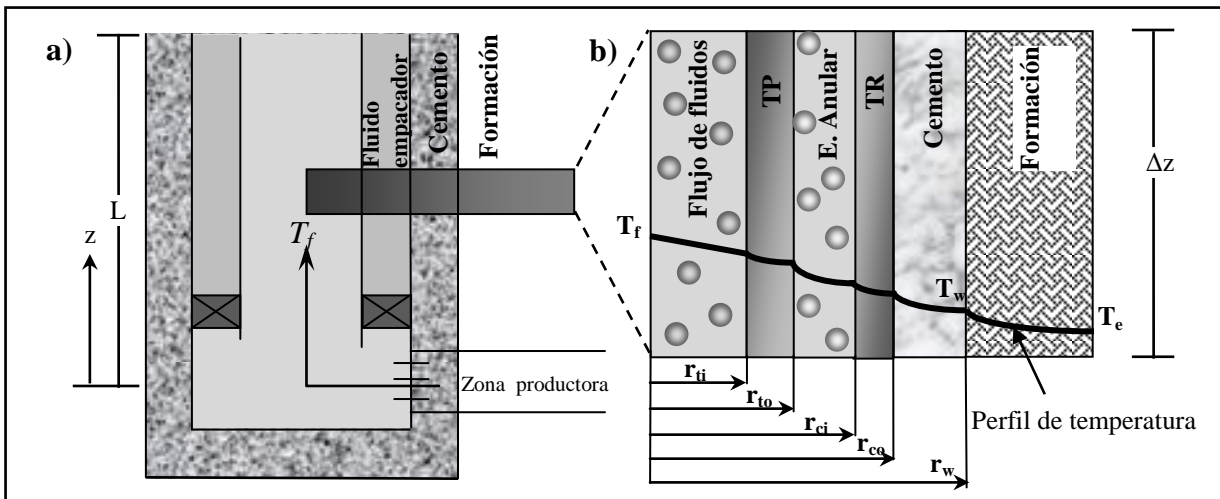 a)
L
z
T_f
Fluido
empacador
Cemento
Formación
Zona productora
b)
Flujo de fluidos
TP
E. Anular
TR
Cemento
Formación
Δz
T_f
T_w
T_e
r_ti
r_to
r_ci
r_co
r_w
Perfil de temperatura